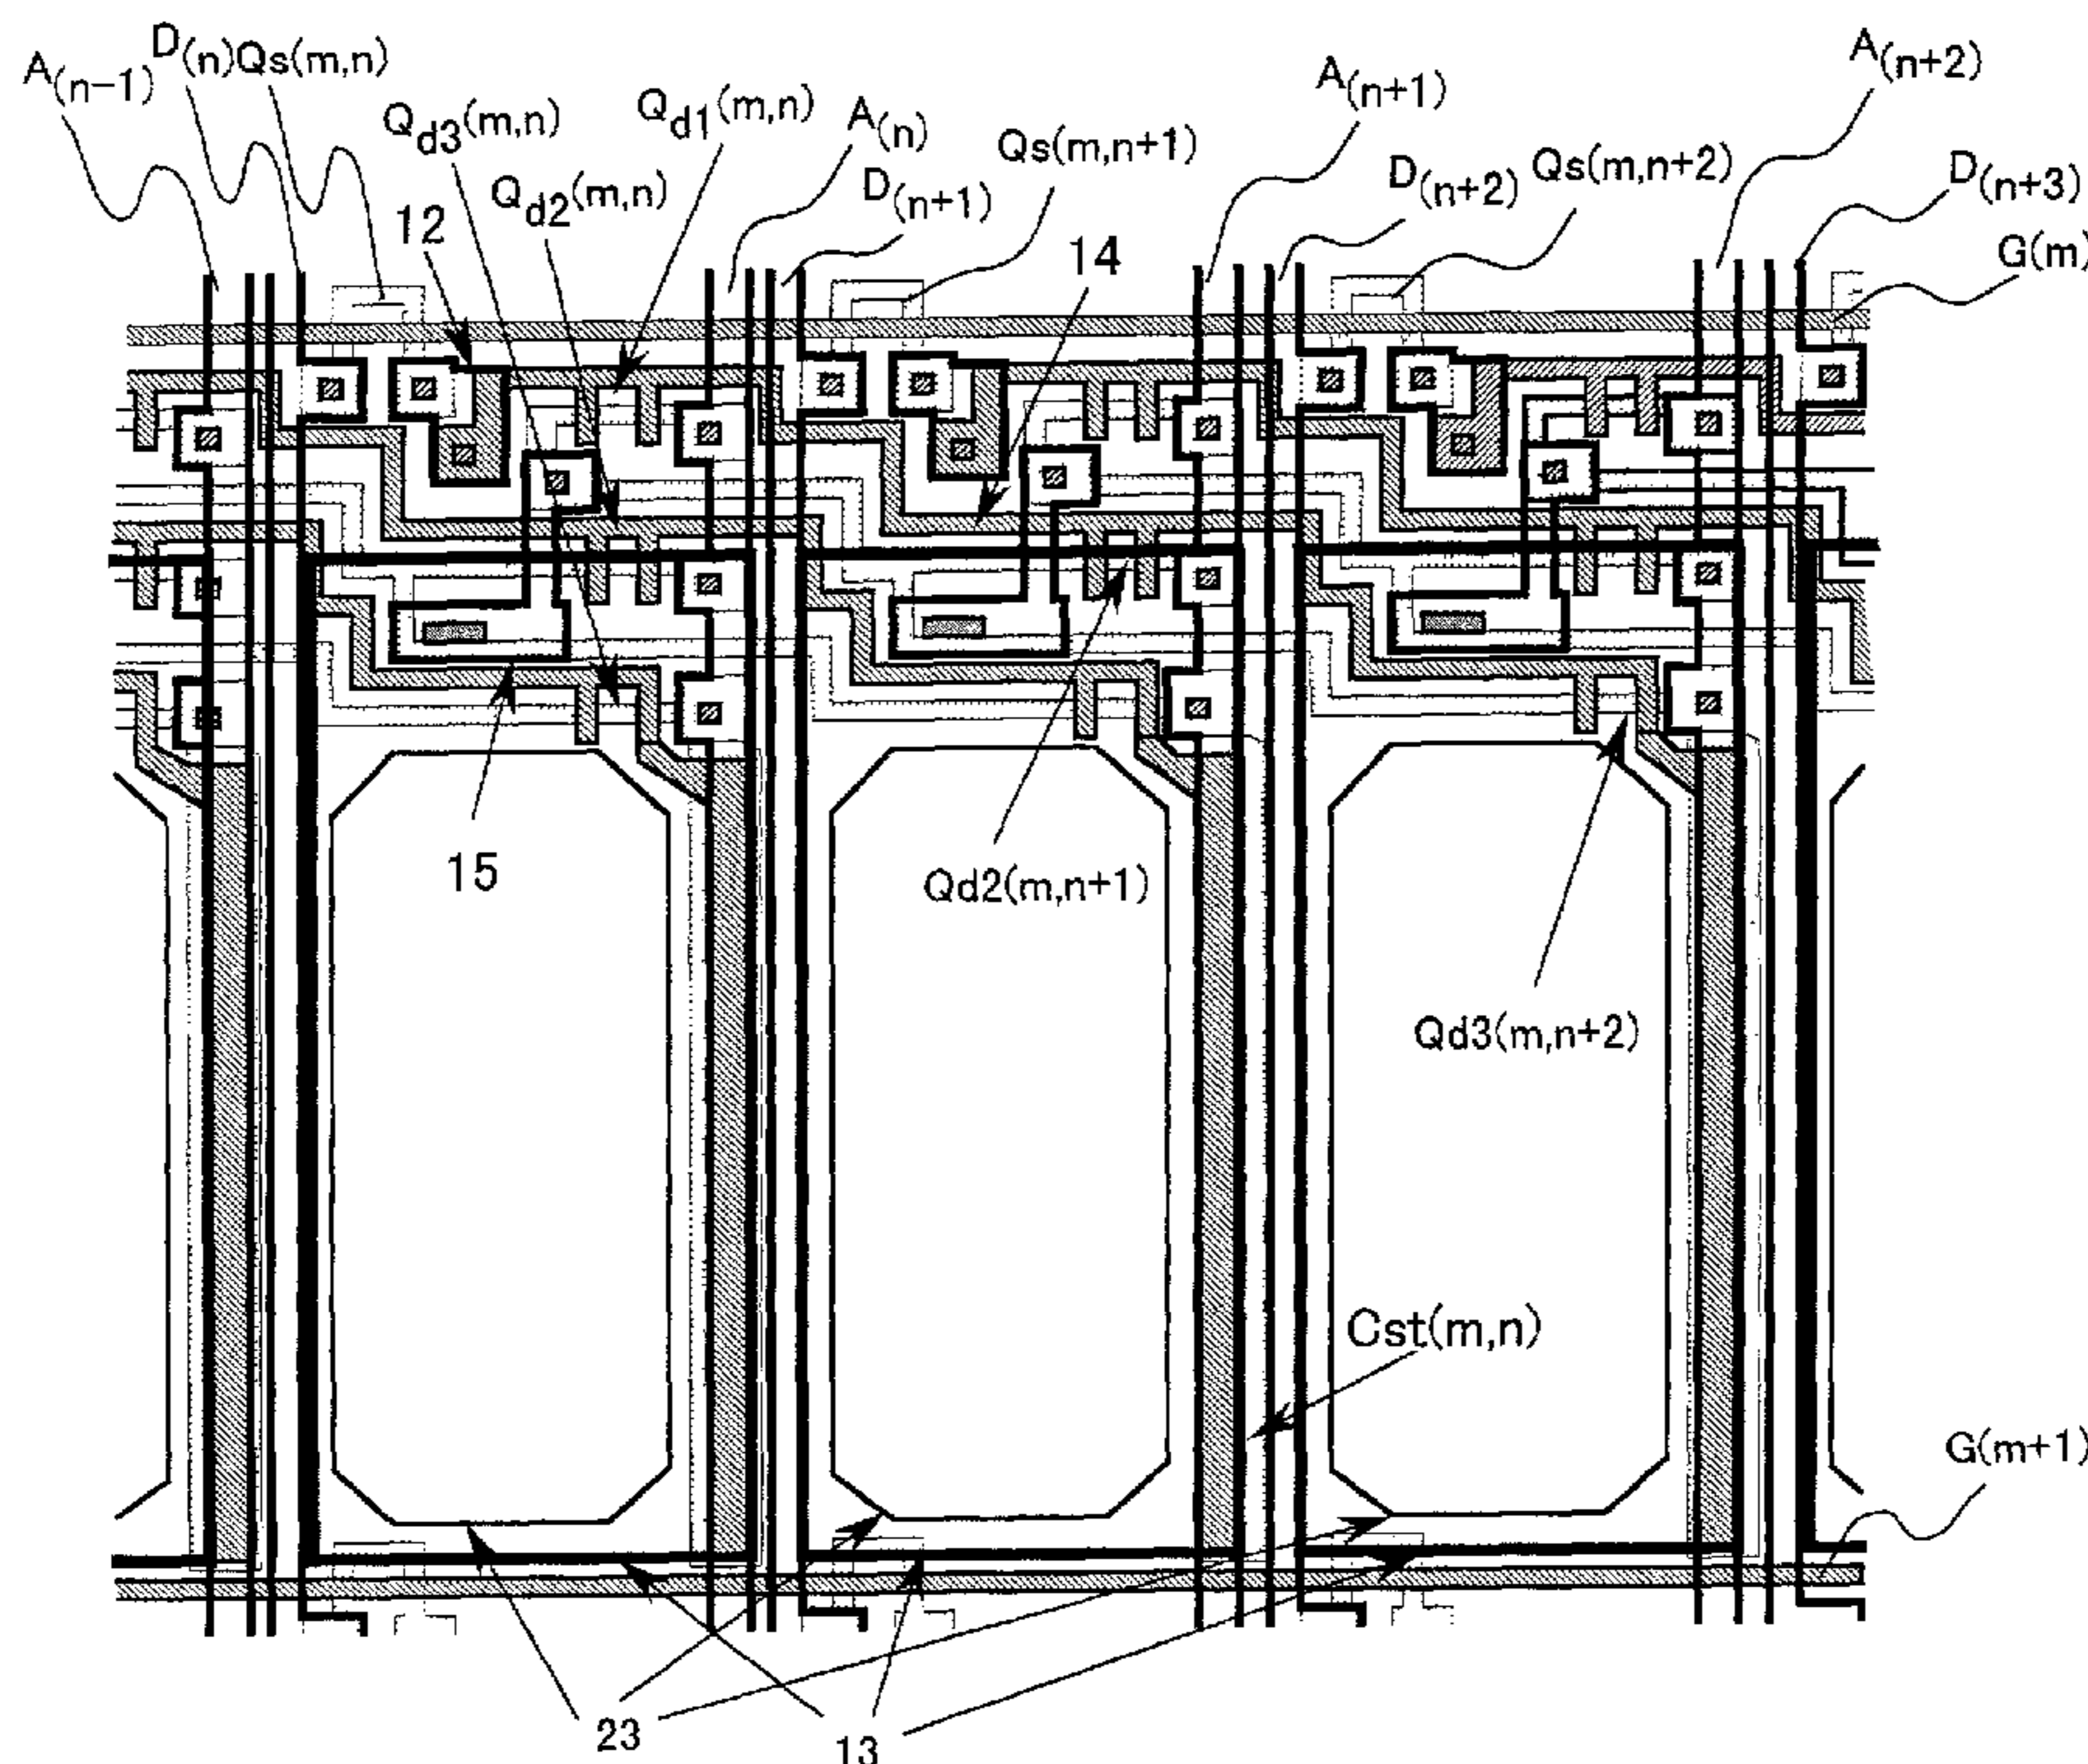 A(n-1)
D(n)
Qs(m,n)
Qd3(m,n)
Qd1(m,n)
A(n)
Qs(m,n+1)
A(n+1)
A(n+2)
Qd2(m,n)
D(n+1)
D(n+2)
Qs(m,n+2)
D(n+3)
12
14
G(m)
15
Qd2(m,n+1)
Qd3(m,n+2)
Cst(m,n)
G(m+1)
23
13